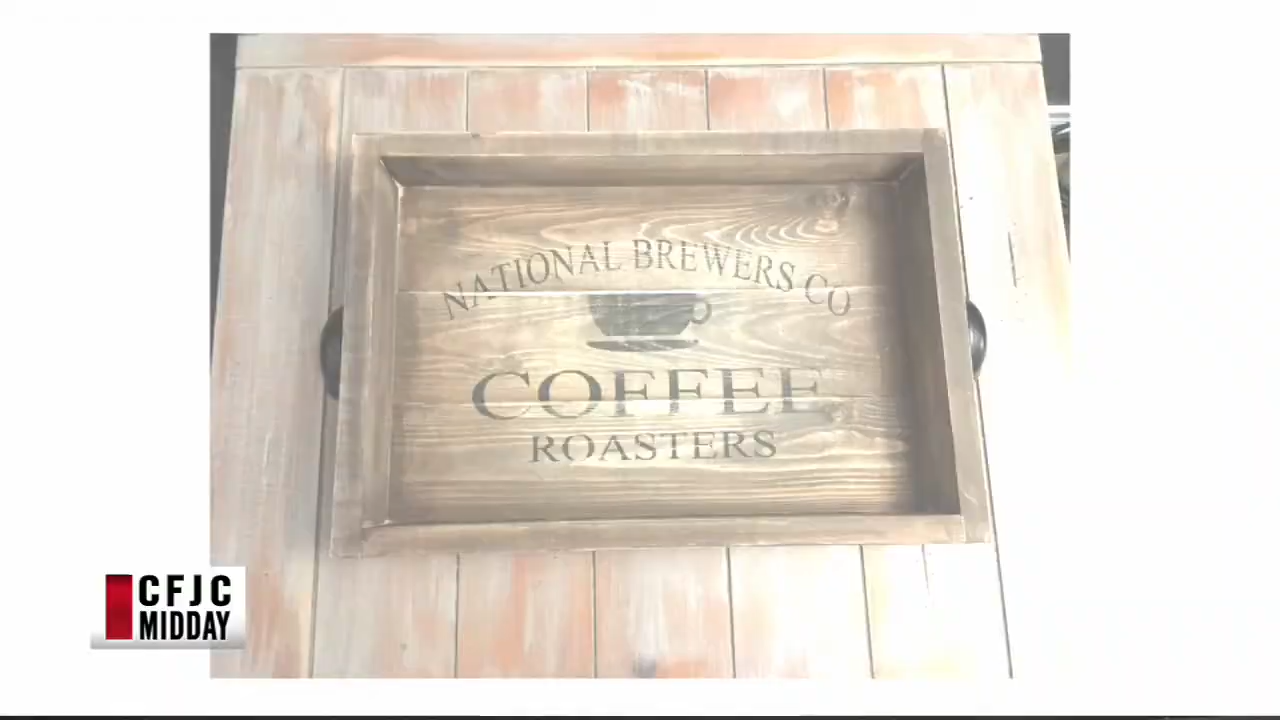 NATIONAL BREWERS CO
COFFEE
ROASTERS
CFJC
MIDDAY